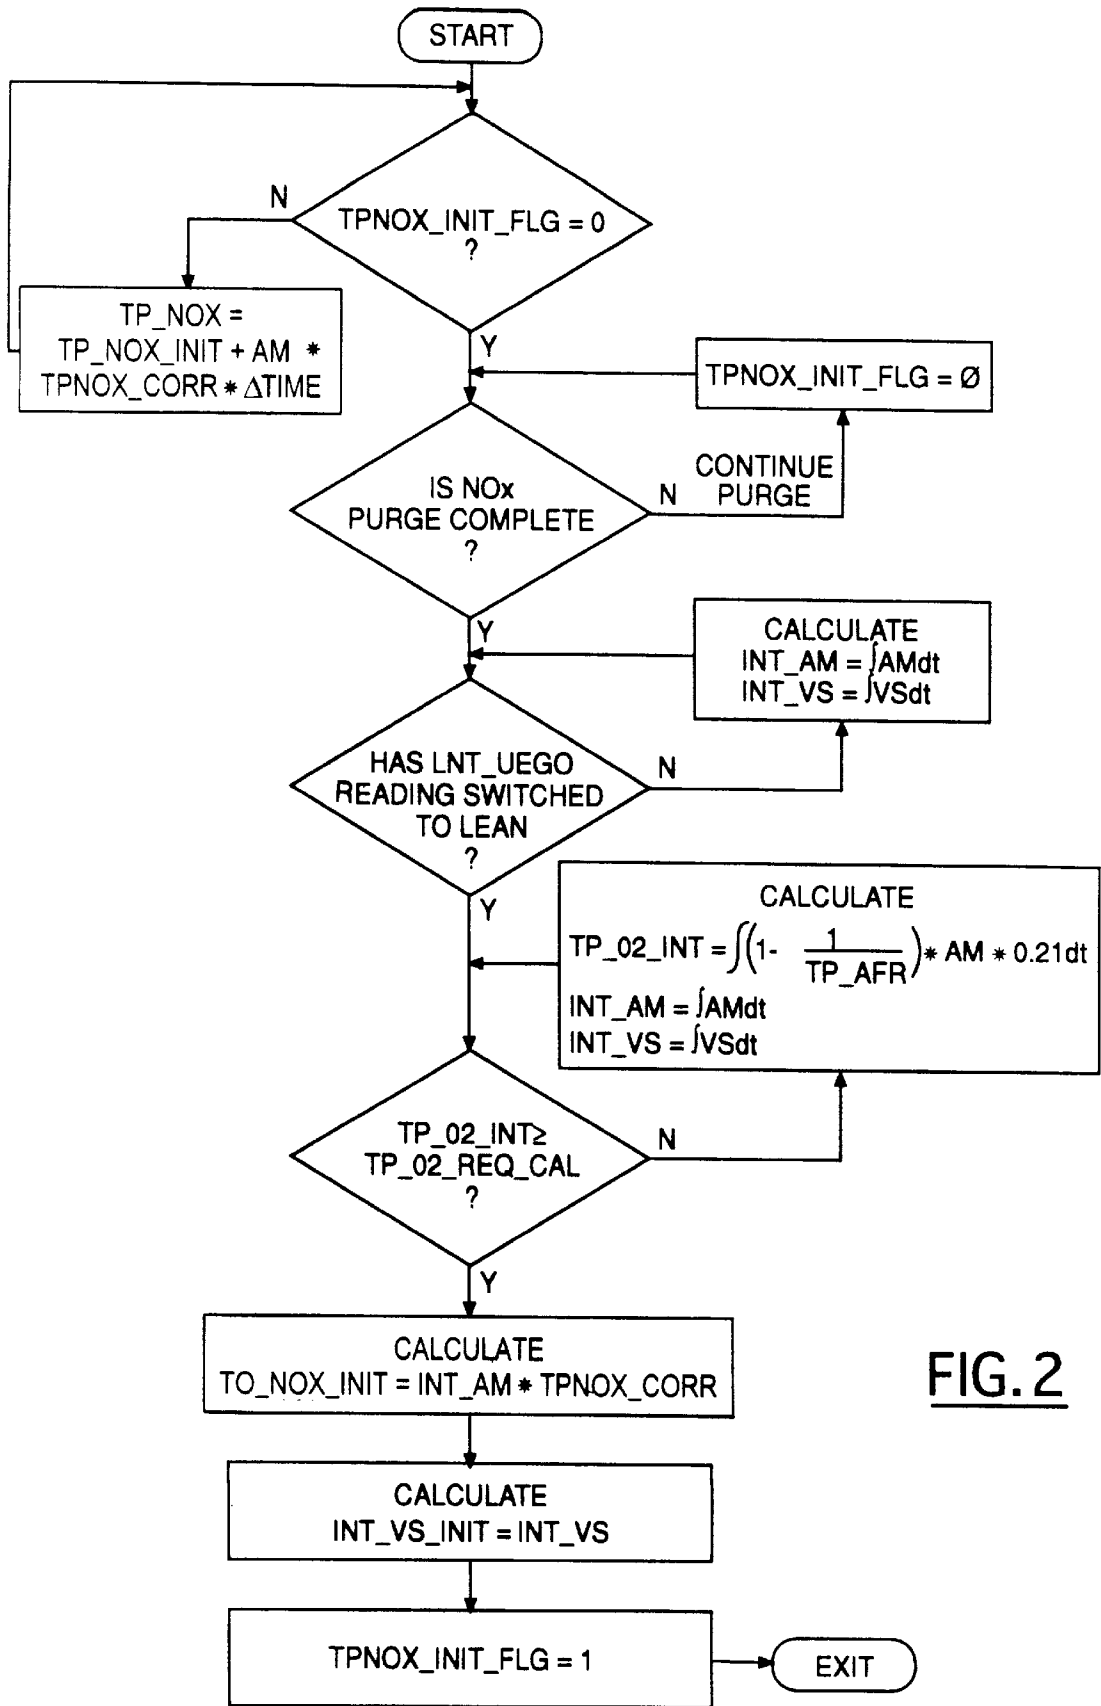 START
N
TPNOX_INIT_FLG = 0
?
TP_NOX =
TP_NOX_INIT + AM *
TPNOX_CORR * ΔTIME
Y
TPNOX_INIT_FLG = Ø
IS NOx
PURGE COMPLETE
?
N
CONTINUE
PURGE
Y
CALCULATE
INT_AM = ∫AMdt
INT_VS = ∫VSdt
HAS LNT_UEGO
READING SWITCHED
TO LEAN
?
N
Y
CALCULATE
TP_02_INT = ∫(1- 1/TP_AFR) * AM * 0.21dt
INT_AM = ∫AMdt
INT_VS = ∫VSdt
TP_02_INT≥
TP_02_REQ_CAL
?
N
Y
CALCULATE
TO_NOX_INIT = INT_AM * TPNOX_CORR
FIG. 2
CALCULATE
INT_VS_INIT = INT_VS
TPNOX_INIT_FLG = 1
EXIT